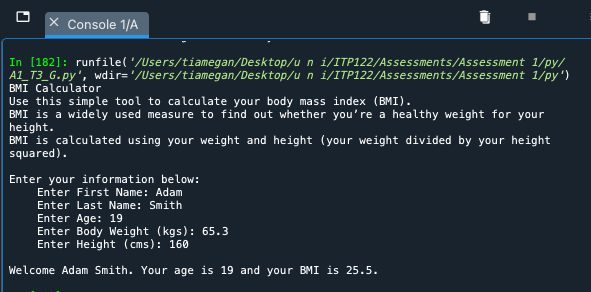 Console 1/A
In [182]: runfile('/Users/tiamegan/Desktop/u n i/ITP122/Assessments/Assessment 1/py/
A1_T3_G.py', wdir='/Users/tiamegan/Desktop/u n i/ITP122/Assessments/Assessment 1/py')
BMI Calculator
Use this simple tool to calculate your body mass index (BMI).
BMI is a widely used measure to find out whether you’re a healthy weight for your
height.
BMI is calculated using your weight and height (your weight divided by your height
squared).
Enter your information below:
Enter First Name: Adam
Enter Last Name: Smith
Enter Age: 19
Enter Body Weight (kgs): 65.3
Enter Height (cms): 160
Welcome Adam Smith. Your age is 19 and your BMI is 25.5.